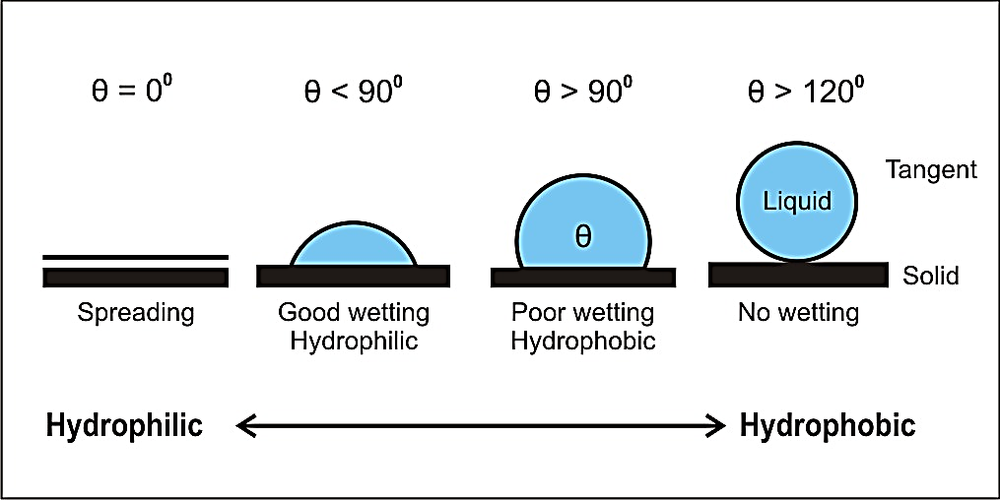 θ = 0⁰
θ < 90⁰
θ > 90⁰
θ > 120⁰
Tangent
Liquid
θ
Solid
Spreading
Good wetting
Hydrophilic
Poor wetting
Hydrophobic
No wetting
Hydrophilic
Hydrophobic